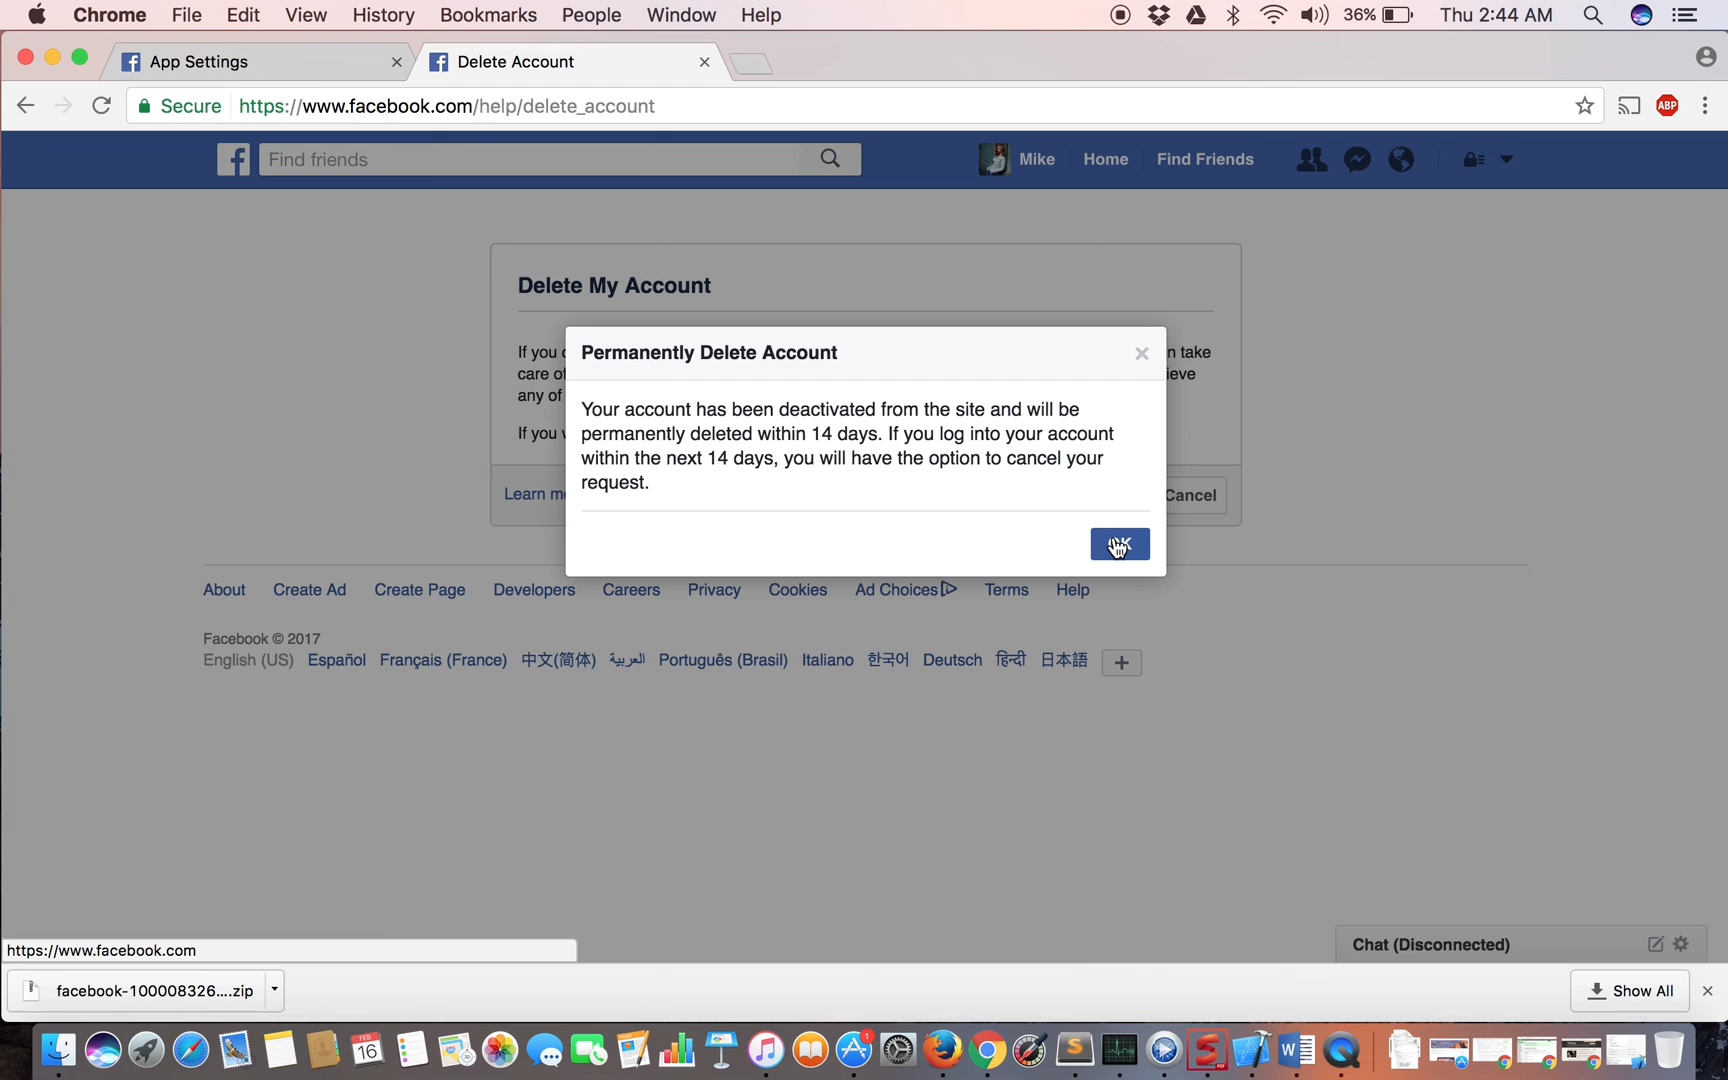 Chrome File Edit View History Bookmarks People Window Help 36% Thu 2:44 AM
App Settings Delete Account
Secure https://www.facebook.com/help/delete_account ABP
Find friends Mike Home Find Friends
Delete My Account
If you n take
care of ieve
any of
If you
Learn Cancel
Permanently Delete Account
Your account has been deactivated from the site and will be
permanently deleted within 14 days. If you log into your account
within the next 14 days, you will have the option to cancel your
request.
About Create Ad Create Page Developers Careers Privacy Cookies Ad Choices Terms Help
Facebook © 2017
English (US) Español Français (France) 中文(简体) العربية Português (Brasil) Italiano 한국어 Deutsch हिन्दी 日本語 +
https://www.facebook.com
Chat (Disconnected)
facebook-100008326....zip Show All
FEB
16
1